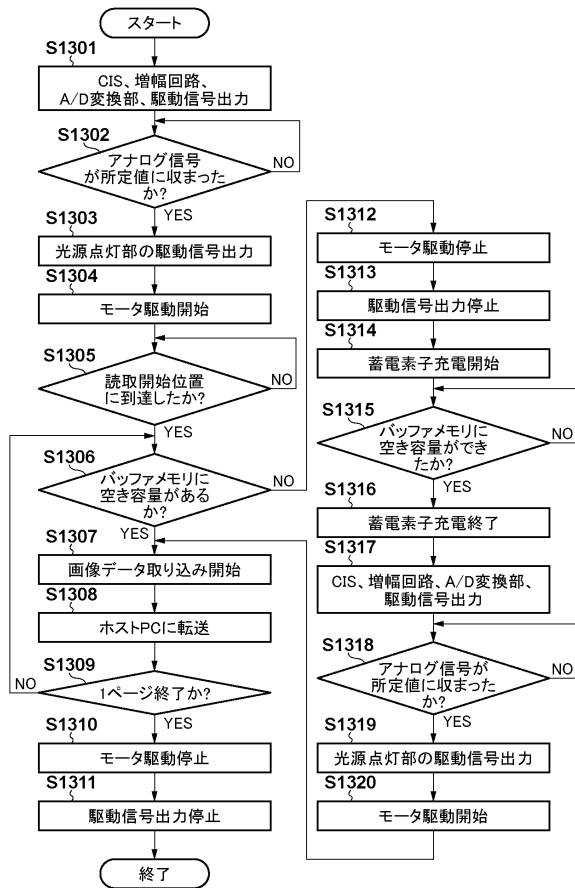 スタート
S1301
CIS、増幅回路、
A/D変換部、駆動信号出力
S1302
アナログ信号
が所定値に収まった
か?
NO
YES
S1303
光源点灯部の駆動信号出力
S1304
モータ駆動開始
S1305
読取開始位置
に到達したか?
NO
YES
S1306
バッファメモリに
空き容量がある
か?
NO
YES
S1307
画像データ取り込み開始
S1308
ホストPCに転送
S1309
NO
1ページ終了か?
YES
S1310
モータ駆動停止
S1311
駆動信号出力停止
終了
S1312
モータ駆動停止
S1313
駆動信号出力停止
S1314
蓄電素子充電開始
S1315
バッファメモリに
空き容量ができ
たか?
NO
YES
S1316
蓄電素子充電終了
S1317
CIS、増幅回路、A/D変換部、
駆動信号出力
S1318
アナログ信号が
所定値に収まった
か?
NO
YES
S1319
光源点灯部の駆動信号出力
S1320
モータ駆動開始